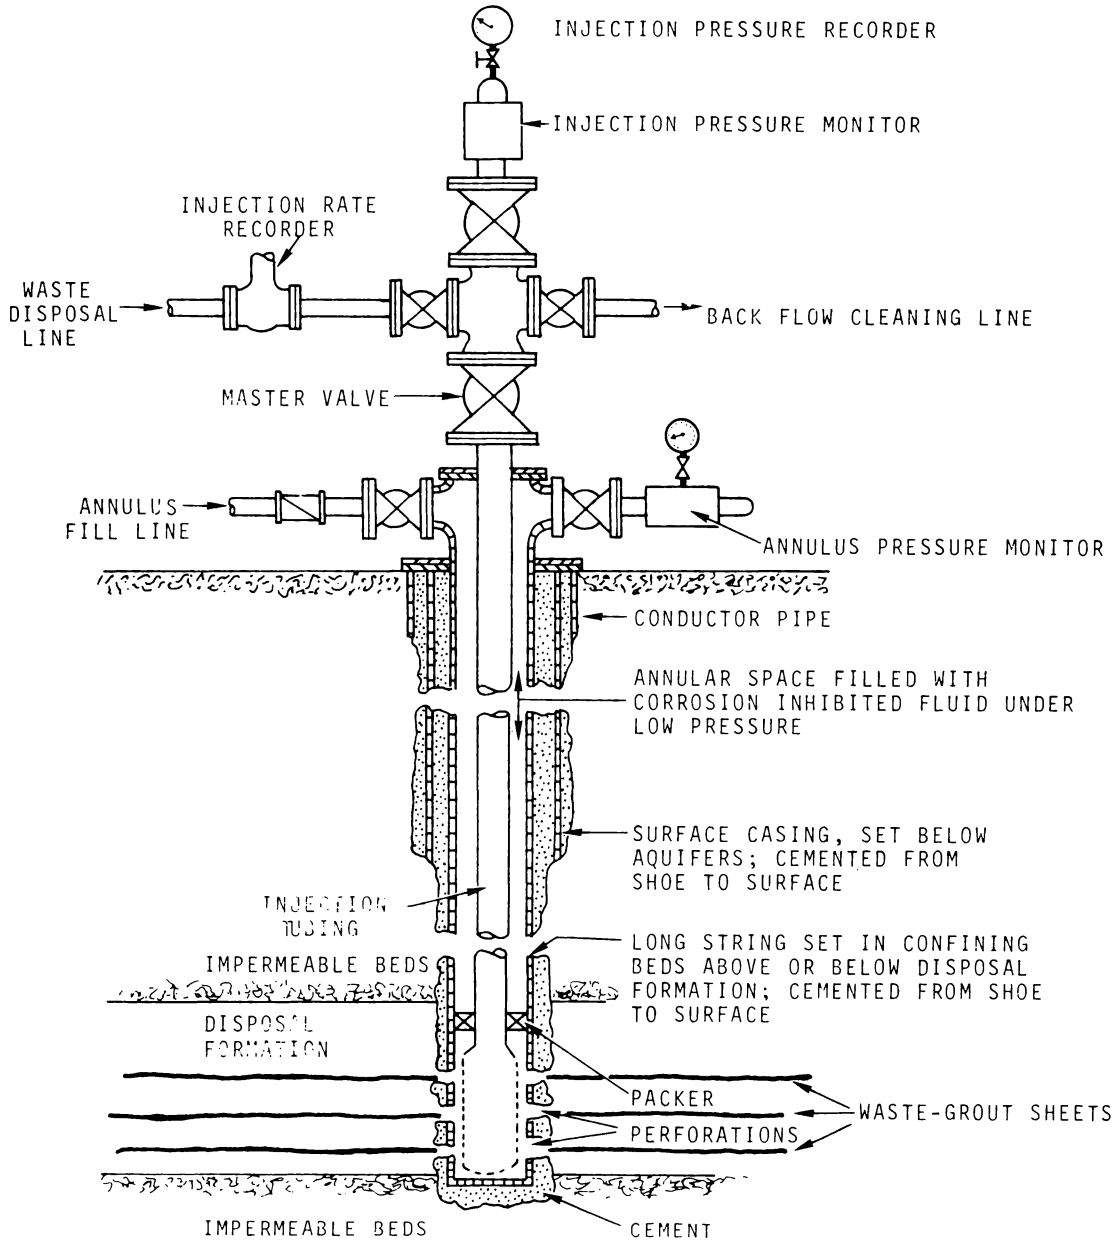 INJECTION PRESSURE RECORDER
INJECTION PRESSURE MONITOR
INJECTION RATE
RECORDER
WASTE
DISPOSAL
LINE
BACK FLOW CLEANING LINE
MASTER VALVE
ANNULUS
FILL LINE
ANNULUS PRESSURE MONITOR
CONDUCTOR PIPE
ANNULAR SPACE FILLED WITH
CORROSION INHIBITED FLUID UNDER
LOW PRESSURE
SURFACE CASING, SET BELOW
AQUIFERS; CEMENTED FROM
SHOE TO SURFACE
INJECTION
TUBING
LONG STRING SET IN CONFINING
BEDS ABOVE OR BELOW DISPOSAL
FORMATION; CEMENTED FROM SHOE
TO SURFACE
IMPERMEABLE BEDS
DISPOSAL
FORMATION
PACKER
WASTE-GROUT SHEETS
PERFORATIONS
IMPERMEABLE BEDS
CEMENT